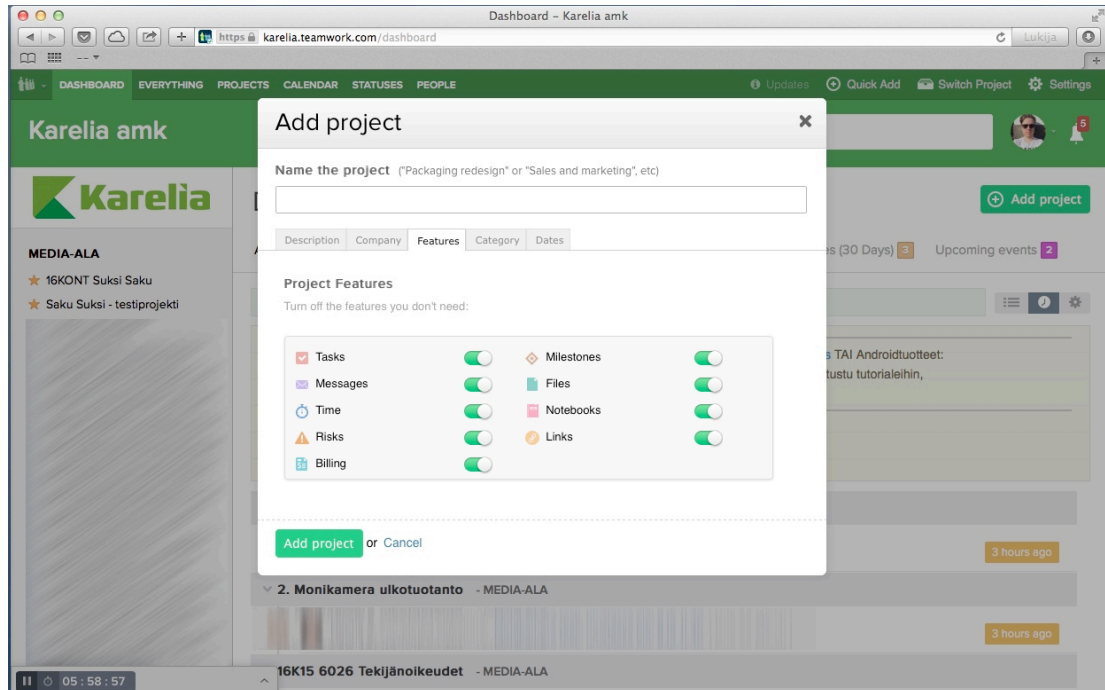 Dashboard – Karelia amk
https karelia.teamwork.com/dashboard
Lukija
DASHBOARD EVERYTHING PROJECTS CALENDAR STATUSES PEOPLE
Updates Quick Add Switch Project Settings
Karelia amk
5
Karelia
MEDIA-ALA
16KONT Suksi Saku
Saku Suksi - testiprojekti
Add project
es (30 Days) 3 Upcoming events 2
s TAI Androidtuotteet:
tustu tutorialeihin,
Add project
Name the project ("Packaging redesign" or "Sales and marketing", etc)
Description Company Features Category Dates
Project Features
Turn off the features you don't need:
Tasks Milestones
Messages Files
Time Notebooks
Risks Links
Billing
Add project or Cancel
3 hours ago
2. Monikamera ulkotuotanto - MEDIA-ALA
3 hours ago
16K15 6026 Tekijänoikeudet - MEDIA-ALA
05:58:57